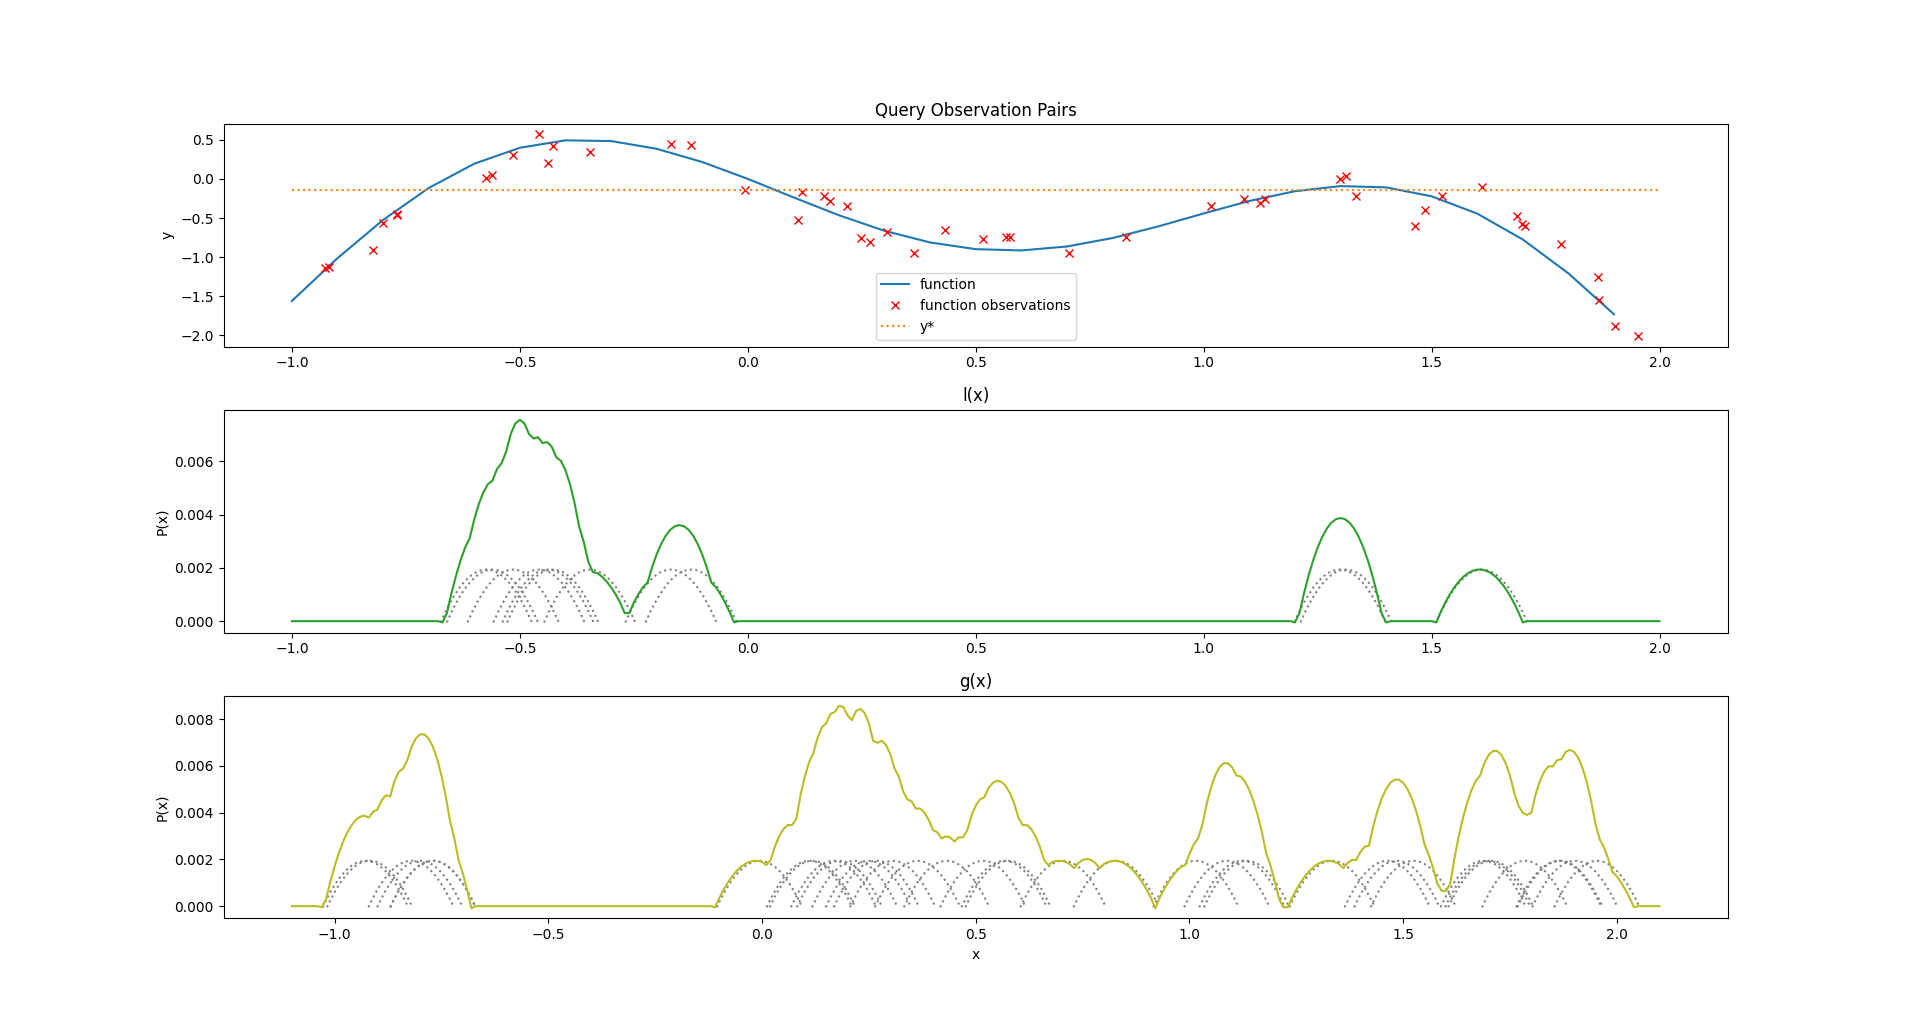 Query Observation Pairs
0.5
0.0
−0.5
−1.0
−1.5
−2.0
y
function
function observations
y*
−1.0 −0.5 0.0 0.5 1.0 1.5 2.0
l(x)
0.006
0.004
0.002
0.000
P(x)
−1.0 −0.5 0.0 0.5 1.0 1.5 2.0
g(x)
0.008
0.006
0.004
0.002
0.000
P(x)
−1.0 −0.5 0.0 0.5 1.0 1.5 2.0
x